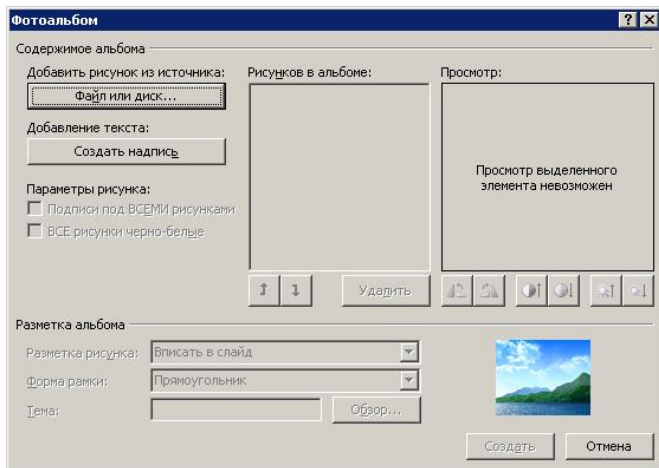 Фотоальбом
Содержимое альбома
Добавить рисунок из источника:
Файл или диск...
Добавление текста:
Создать надпись
Параметры рисунка:
Подписи под ВСЕМИ рисунками
ВСЕ рисунки черно-белые
Рисунков в альбоме:
Удалить
Просмотр:
Просмотр выделенного
элемента невозможен
Разметка альбома
Разметка рисунка: Вписать в слайд
Форма рамки: Прямоугольник
Тема: Обзор...
Создать Отмена